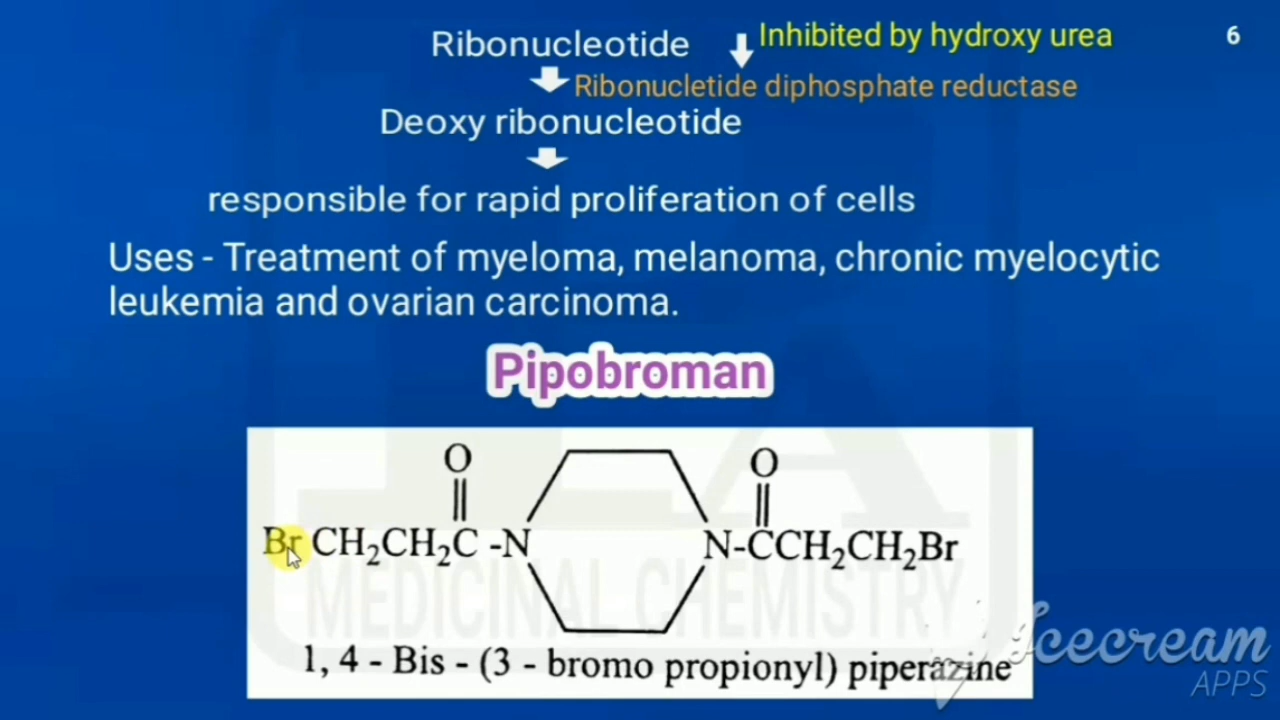 6
Ribonucleotide
Inhibited by hydroxy urea
Ribonucletide diphosphate reductase
Deoxy ribonucleotide
responsible for rapid proliferation of cells
Uses - Treatment of myeloma, melanoma, chronic myelocytic
leukemia and ovarian carcinoma.
Pipobroman
O O
BrCH₂CH₂C -N N-CCH₂CH₂Br
MEDICINAL CHEMISTRY
1, 4 - Bis - (3 - bromo propionyl) piperazine
Icecream
APPS